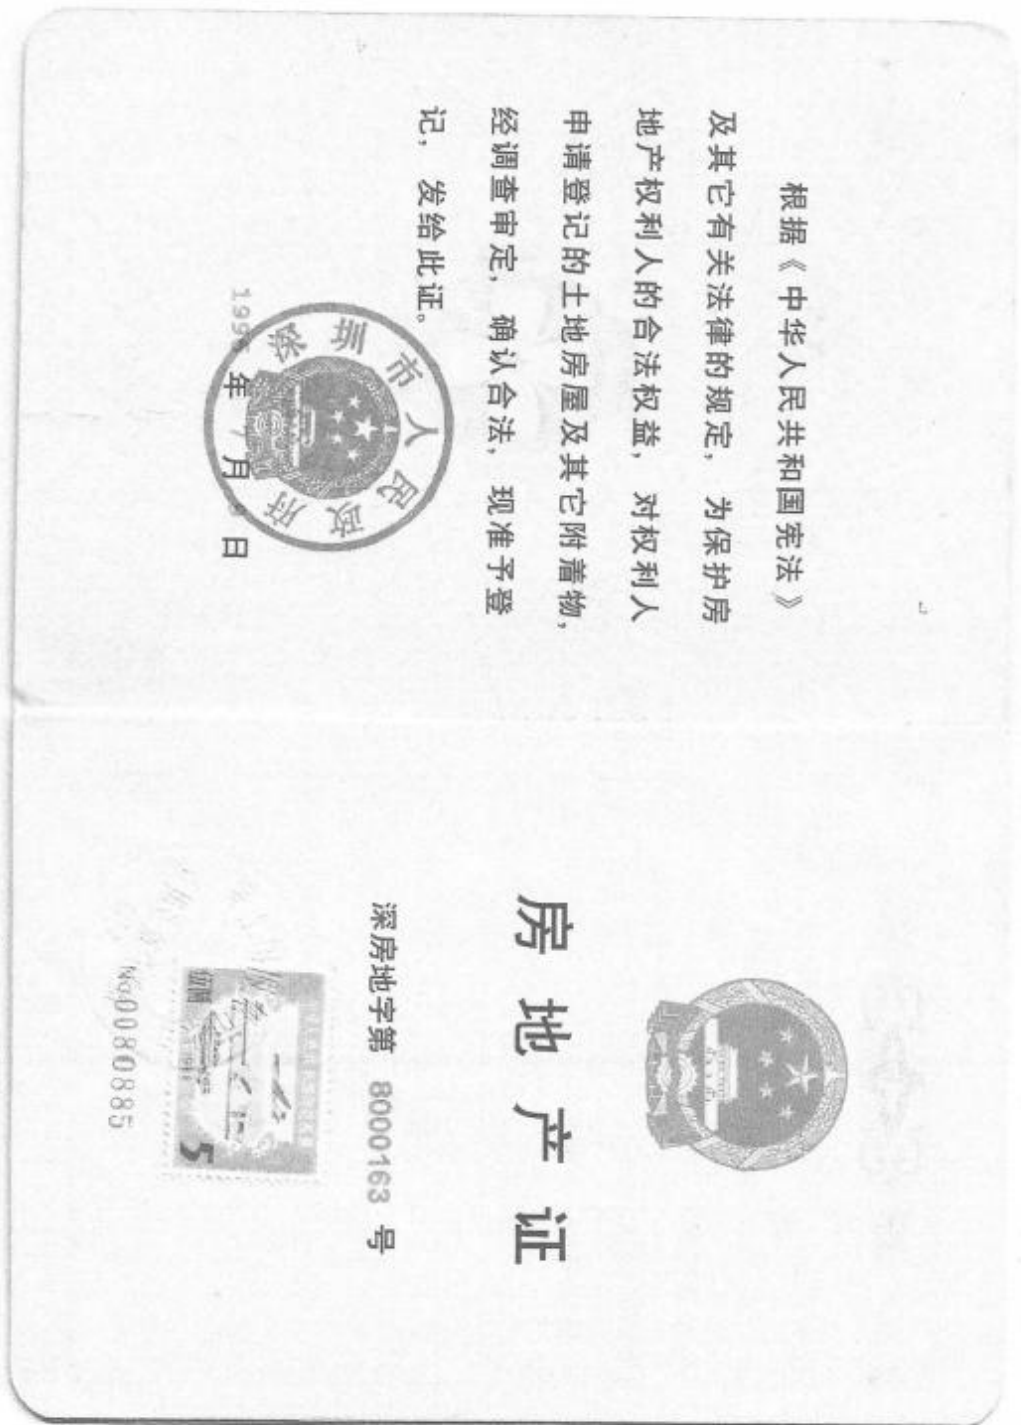 根据《中华人民共和国宪法》
及其它有关法律的规定，为保护房
地产权利人的合法权益，对权利人
申请登记的土地房屋及其它附着物，
经调查审定，确认合法，现准予登
记，发给此证。
深圳市人民政府
年 月 日
房地产证
深房地字第 8000163 号
伍圆
5
No0080885